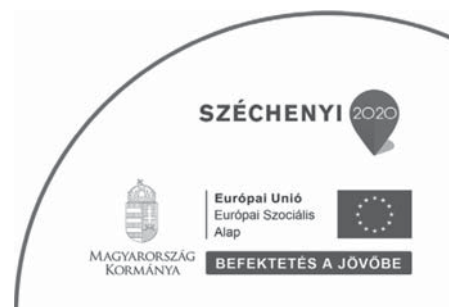 SZÉCHENYI 2020
Európai Unió
Európai Szociális
Alap
MAGYARORSZÁG
KORMÁNYA
BEFEKTETÉS A JÖVŐBE